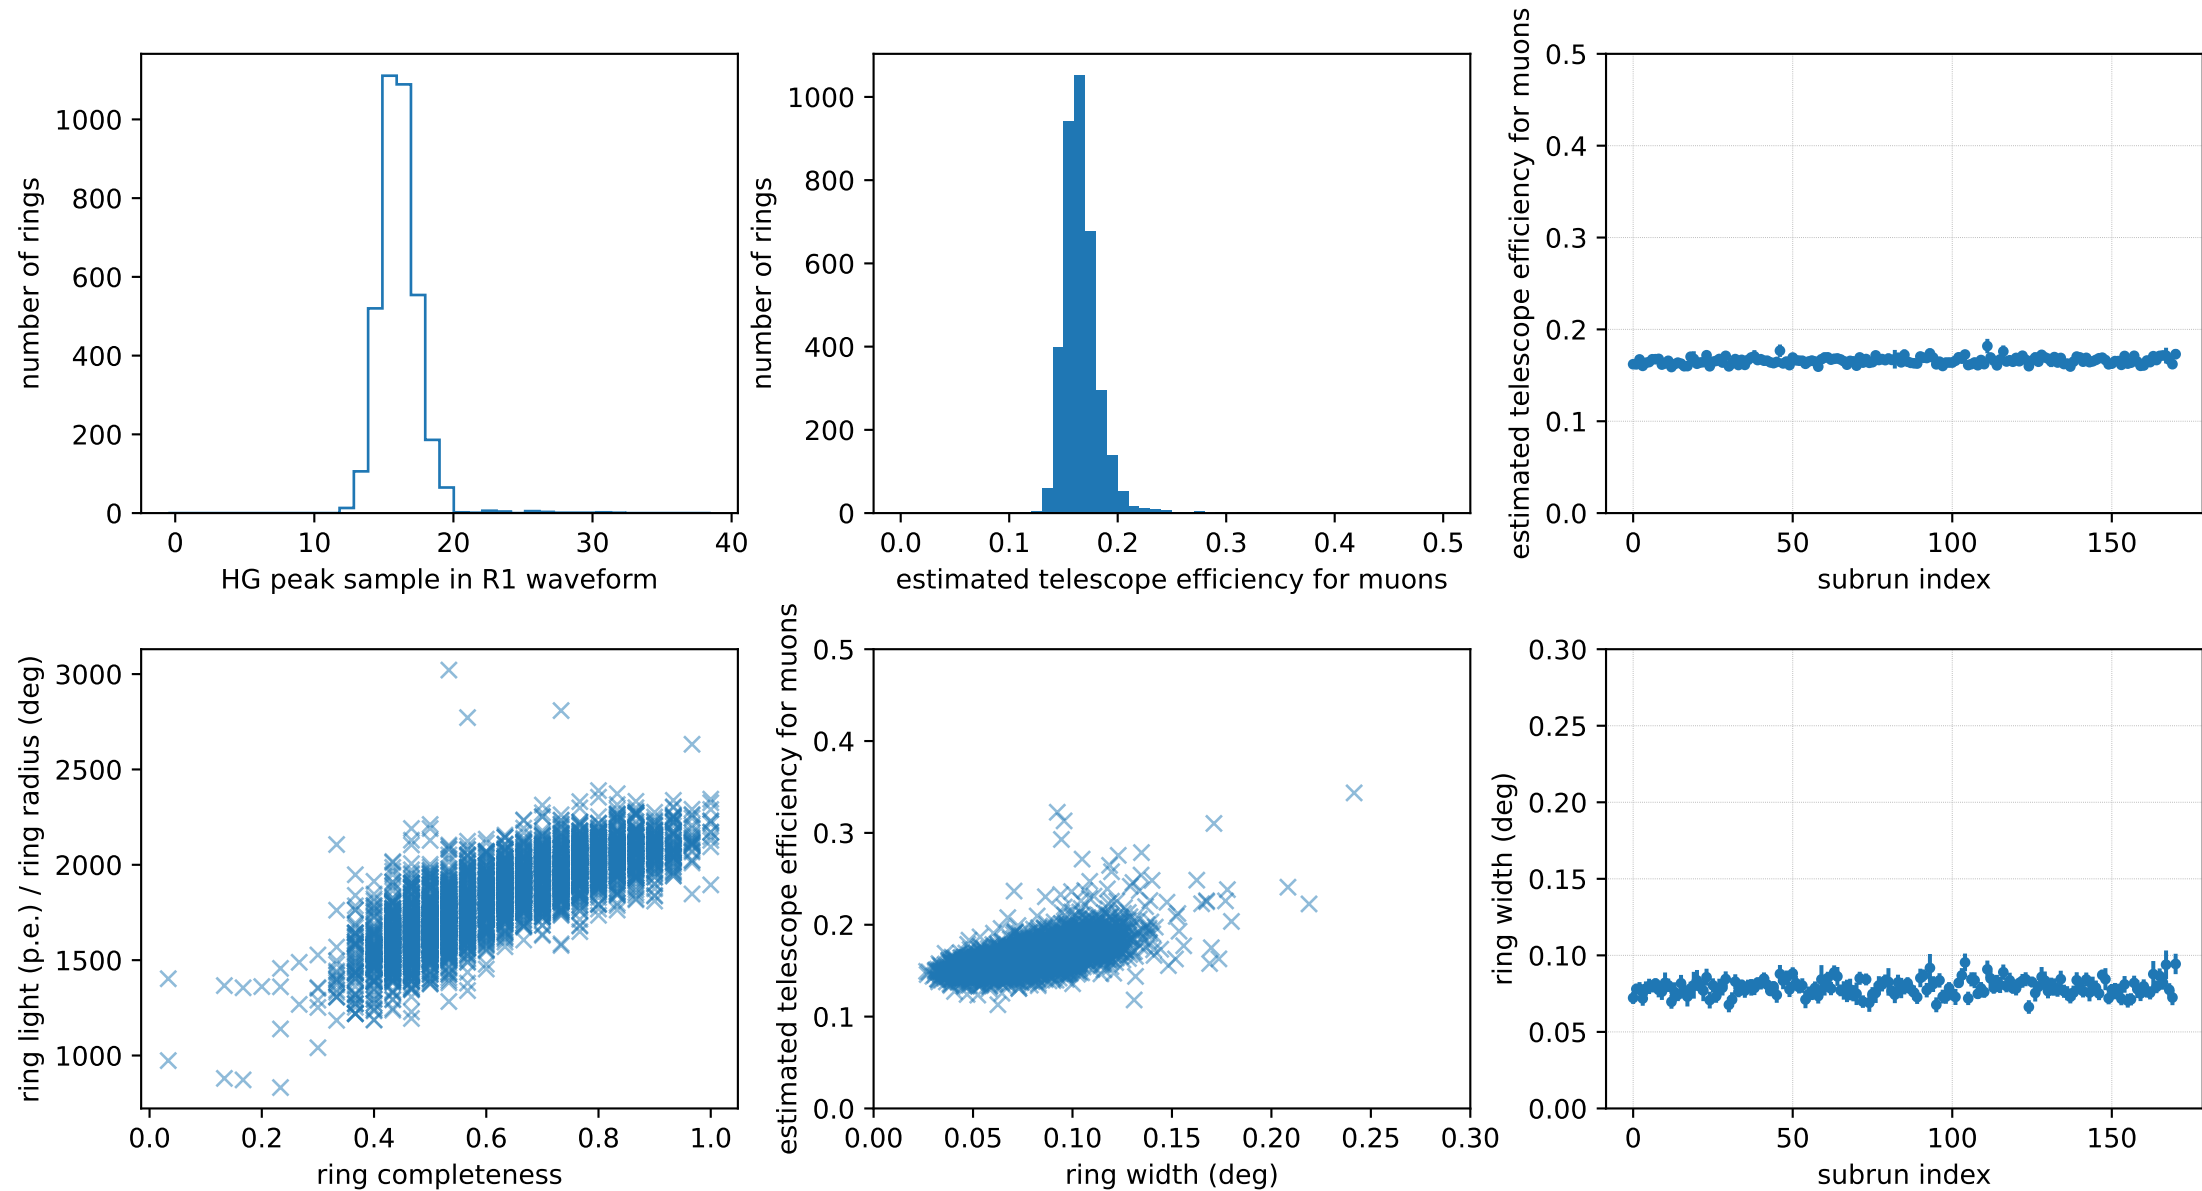 number of rings
1000
800
600
400
200
0
0 10 20 30 40
HG peak sample in R1 waveform
number of rings
1000
800
600
400
200
0
0.0 0.1 0.2 0.3 0.4 0.5
estimated telescope efficiency for muons
estimated telescope efficiency for muons
0.5
0.4
0.3
0.2
0.1
0.0
0 50 100 150
subrun index
ring light (p.e.) / ring radius (deg)
3000
2500
2000
1500
1000
0.0 0.2 0.4 0.6 0.8 1.0
ring completeness
estimated telescope efficiency for muons
0.5
0.4
0.3
0.2
0.1
0.0
0.00 0.05 0.10 0.15 0.20 0.25 0.30
ring width (deg)
ring width (deg)
0.30
0.25
0.20
0.15
0.10
0.05
0.00
0 50 100 150
subrun index